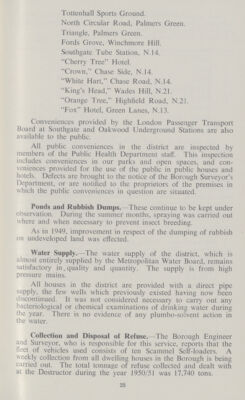 Tottenhall Sports Ground.
North Circular Road, Palmers Green.
Triangle, Palmers Green.
Fords Grove, Winchmore Hill.
Southgate Tube Station, N.14.
"Cherry Tree" Hotel.
"Crown," Chase Side, N.14.
"White Hart," Chase Road, N.14.
"King's Head," Wades Hill, N.21.
"Orange Tree," Highfield Road, N.21.
"Fox" Hotel, Green Lanes, N.13.
Conveniences provided by the London Passenger Transport
Board at Southgate and Oakwood Underground Stations are also
available to the public.
All public conveniences in the district are inspected by
members of the Public Health Department staff. This inspection
includes conveniences in our parks and open spaces, and con-
veniences provided for the use of the public in public houses and
hotels. Defects are brought to the notice of the Borough Surveyor's
Department, or are notified to the proprietors of the premises in
which the public conveniences in question are situated.
Ponds and Rubbish Dumps.—These continue to be kept under
observation. During the summer months, spraying was carried out
where and when necessary to prevent insect breeding.
As in 1949, improvement in respect of the dumping of rubbish
on undeveloped land was effected.
Water Supply.—The water supply of the district, which is
almost entirely supplied by the Metropolitan Water Board, remains
satisfactory in quality and quantity. The supply is from high
pressure mains.
All houses in the district are provided with a direct pipe
supply, the few wells which previously existed having now been
discontinued. It was not considered necessary to carry out any
bacteriological or chemical examinations of drinking water during
the year. There is no evidence of any plumbo-solvent action in
the water.
Collection and Disposal of Refuse.—The Borough Engineer
and Surveyor, who is responsible for this service, reports that the
fleet of vehicles used consists of ten Scammel Self-loaders. A
weekly collection from all dwelling houses in the Borough is being
carried out. The total tonnage of refuse collected and dealt with
at the Destructor during the year 1950/51 was 17,740 tons.